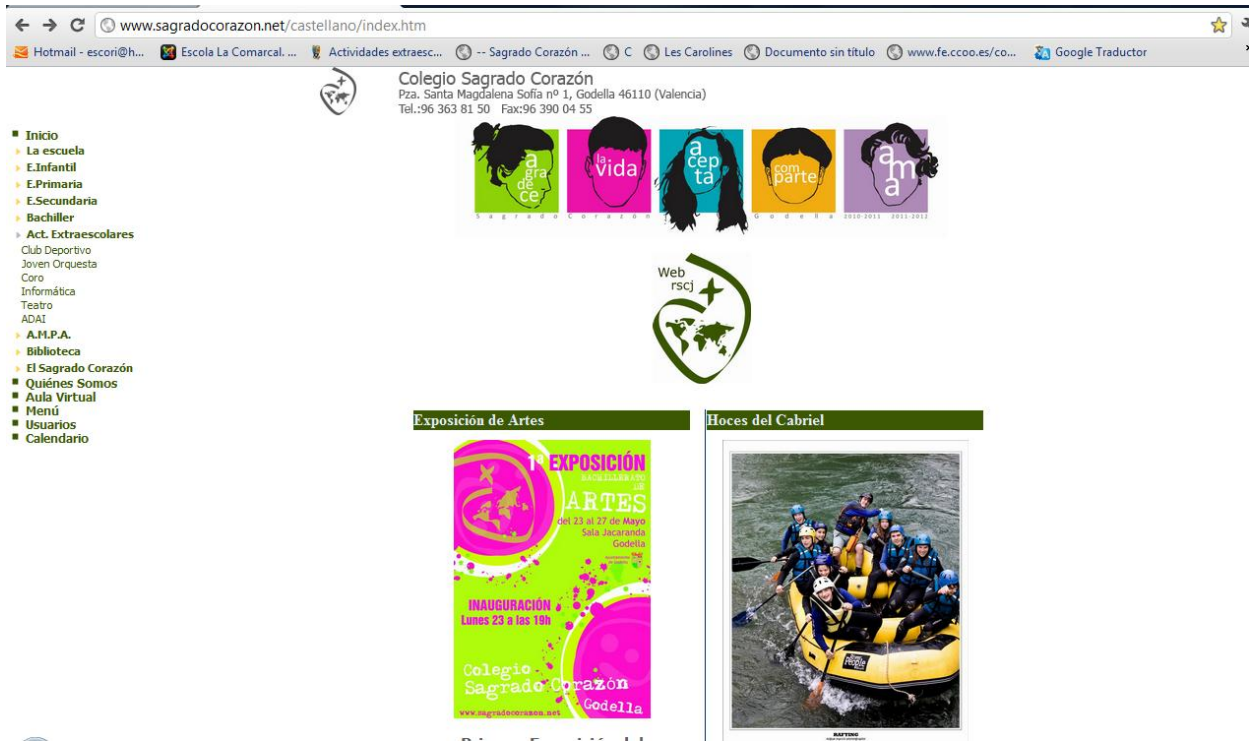 www.sagradocorazon.net/castellano/index.htm
Hotmail - escori@h... Escola La Comarcal. ... Actividades extraesc... -- Sagrado Corazón ... C Les Carolines Documento sin título www.fe.ccoo.es/co... Google Traductor
Colegio Sagrado Corazón
Pza. Santa Magdalena Sofía nº 1, Godella 46110 (Valencia)
Tel.:96 363 81 50 Fax:96 390 04 55
Inicio
La escuela
E.Infantil
E.Primaria
E.Secundaria
Bachiller
Act. Extraescolares
Club Deportivo
Joven Orquesta
Coro
Informática
Teatro
ADAI
A.M.P.A.
Biblioteca
El Sagrado Corazón
Quiénes Somos
Aula Virtual
Menú
Usuarios
Calendario
a
gra
de
ce
la
vida
a
cep
ta
com
parte
a
m
a
Sagrado Corazón Godella 2010-2011 2011-2012
Web
rscj
Exposición de Artes
1ª EXPOSICIÓN
BACHILLERATO
DE
ARTES
del 23 al 27 de Mayo
Sala Jacaranda
Godella
INAUGURACIÓN
Lunes 23 a las 19h
Colegio
Sagrado Corazón
Godella
www.sagradocorazon.net
Hoces del Cabriel
RAFTING